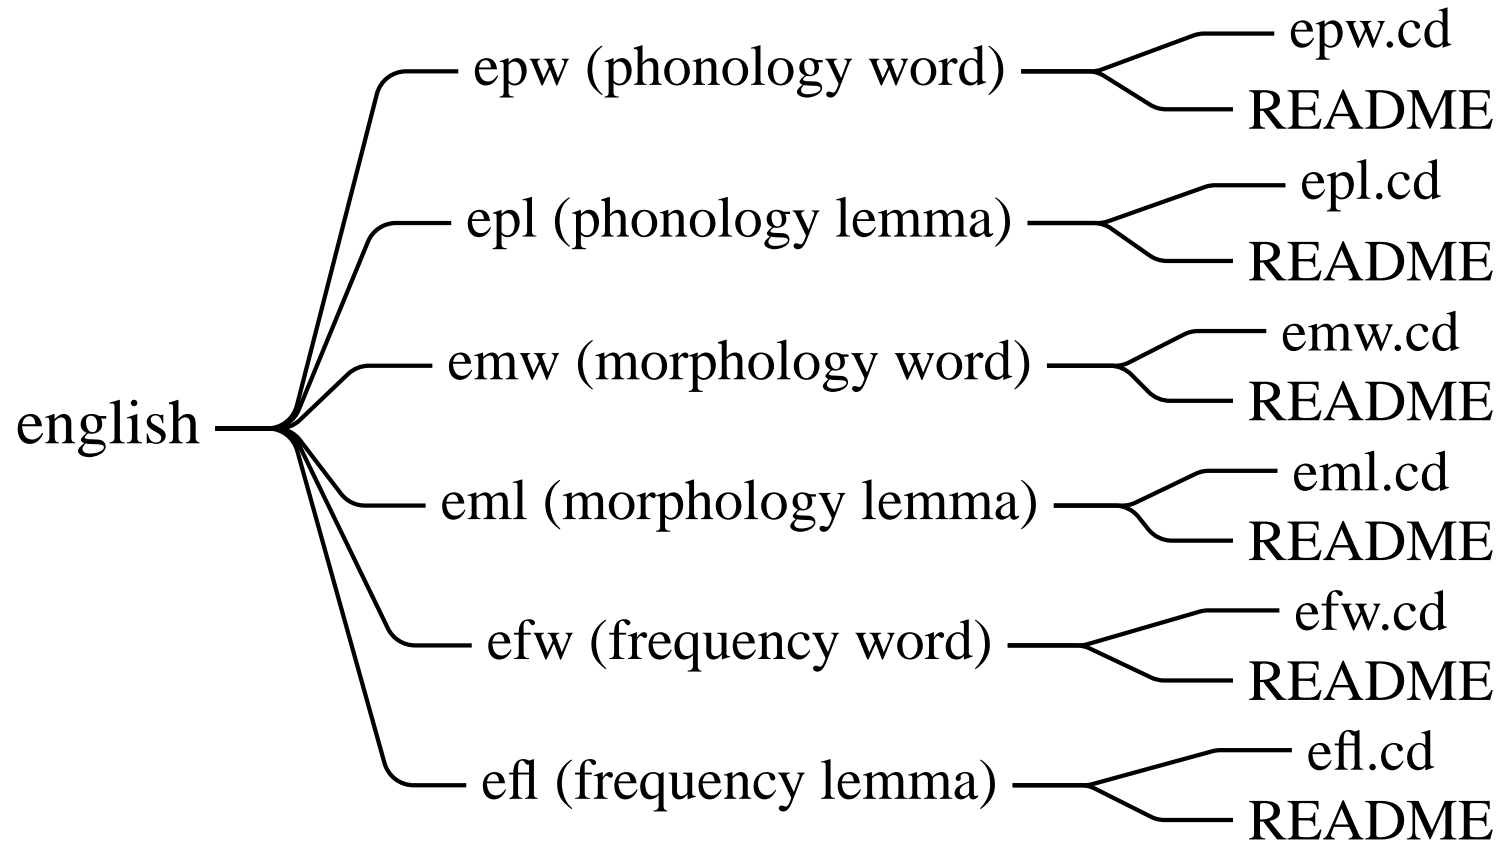 epw.cd
epw (phonology word)
README
epl.cd
epl (phonology lemma)
README
emw.cd
emw (morphology word)
README
english
eml.cd
eml (morphology lemma)
README
efw.cd
efw (frequency word)
README
efl.cd
efl (frequency lemma)
README